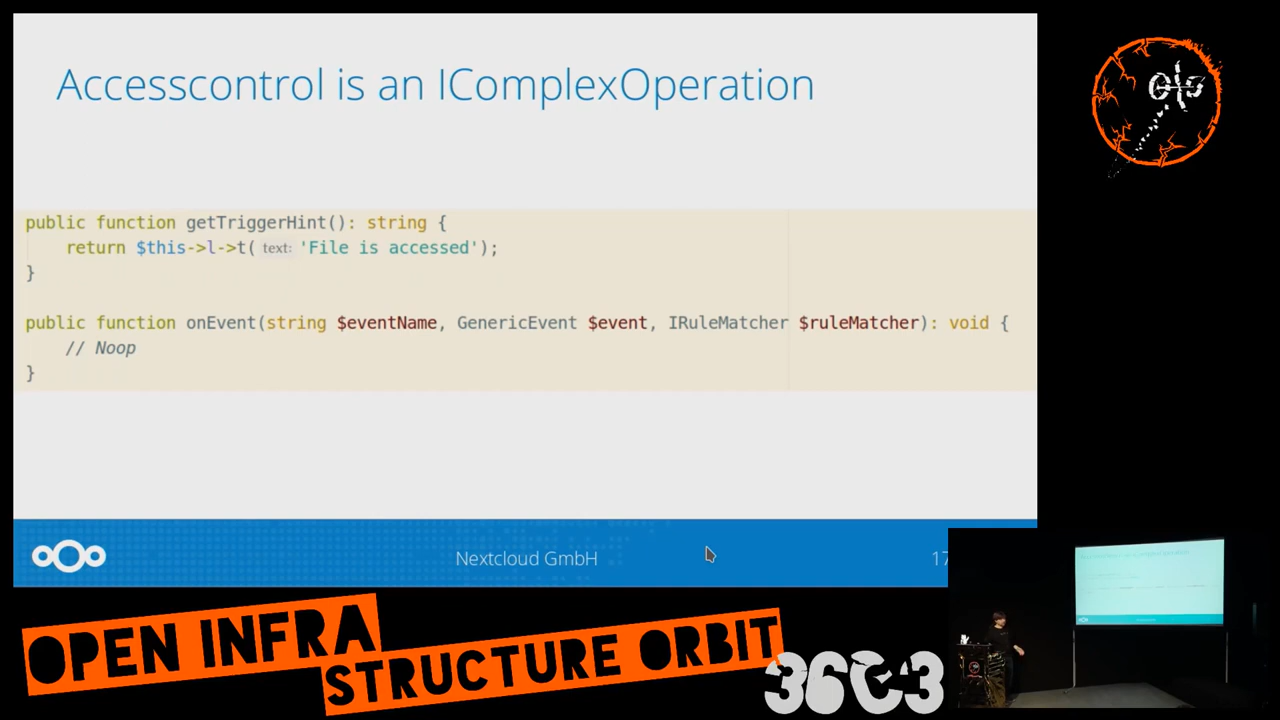 Accesscontrol is an IComplexOperation
public function getTriggerHint(): string {
return $this->l->t( text: 'File is accessed');
}
public function onEvent(string $eventName, GenericEvent $event, IRuleMatcher $ruleMatcher): void {
// Noop
}
Nextcloud GmbH
17
OPEN INFRA
STRUCTURE ORBIT
36C3